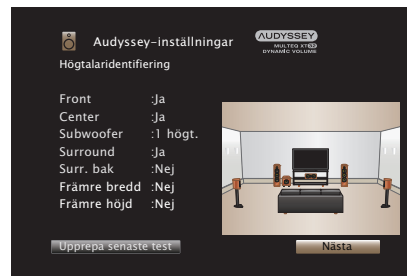 Audyssey-inställningar
AUDYSSEY
MULTEQ XT32
DYNAMIC VOLUME
Högtalaridentifiering
Front :Ja
Center :Ja
Subwoofer :1 högt.
Surround :Ja
Surr. bak :Nej
Främre bredd :Nej
Främre höjd :Nej
Upprepa senaste test
Nästa